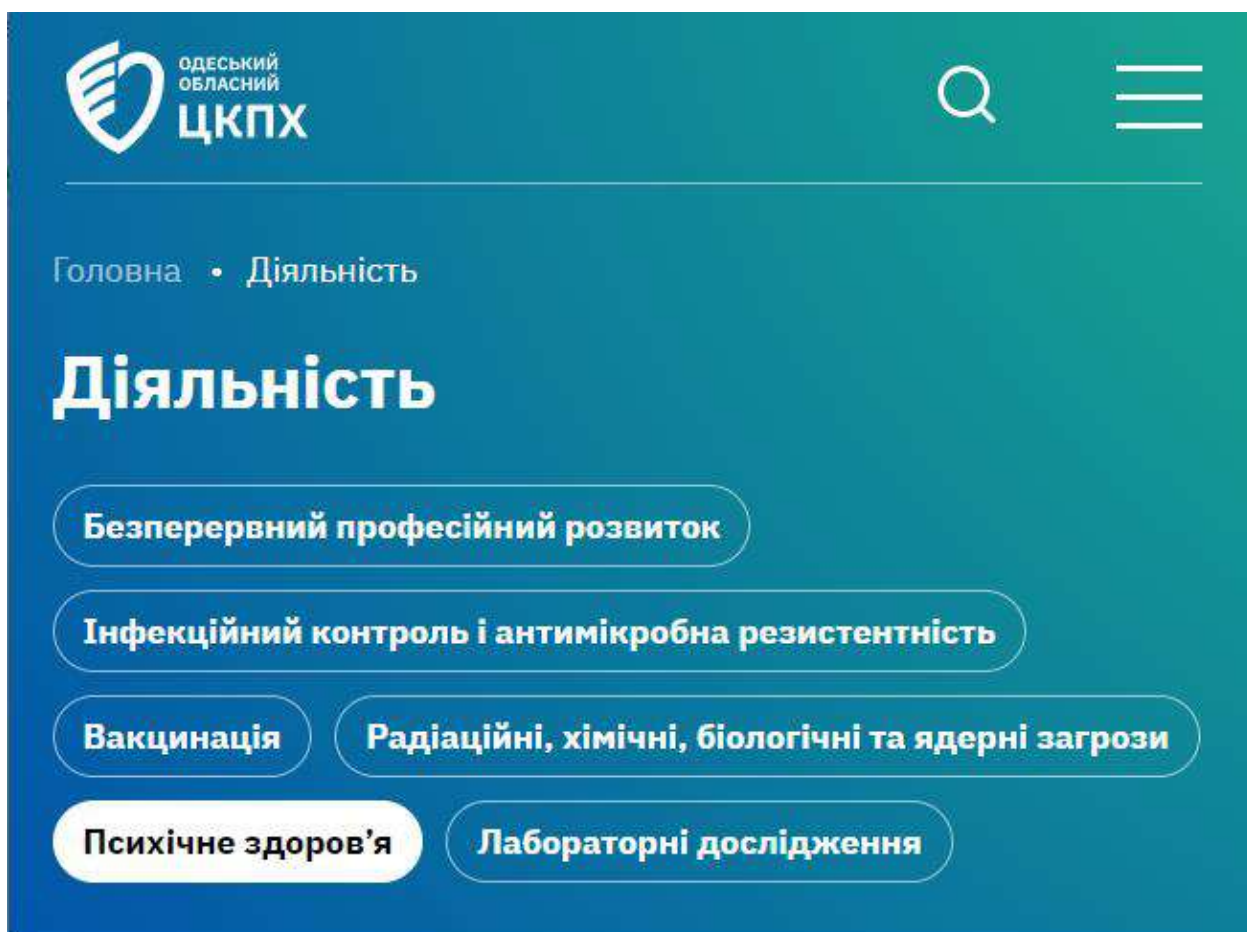 ОДЕСЬКИЙ
ОБЛАСНИЙ
ЦКПХ
Головна • Діяльність
Діяльність
Безперервний професійний розвиток
Інфекційний контроль і антимікробна резистентність
Вакцинація Радіаційні, хімічні, біологічні та ядерні загрози
Психічне здоров’я Лабораторні дослідження